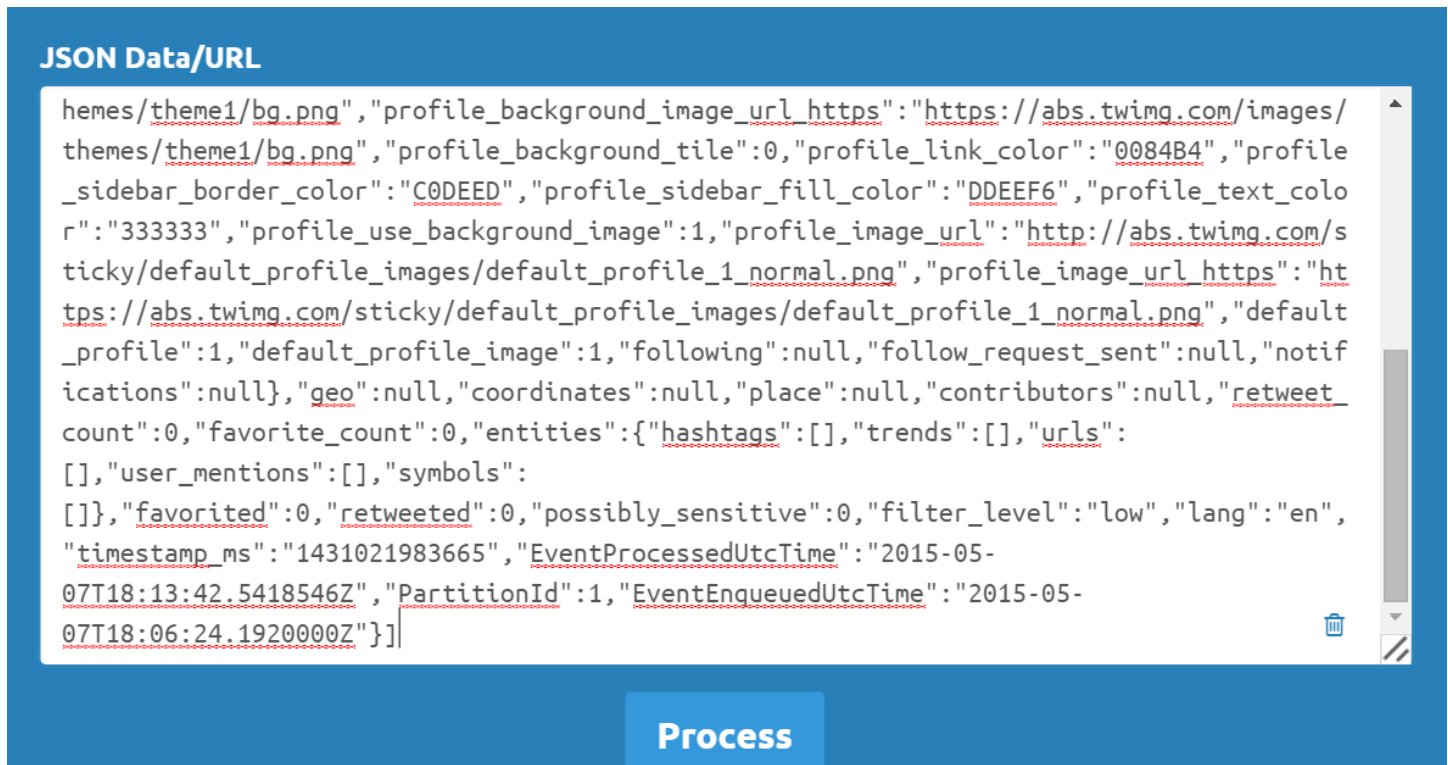 JSON Data/URL
hemes/theme1/bg.png","profile_background_image_url_https":"https://abs.twimg.com/images/
themes/theme1/bg.png","profile_background_tile":0,"profile_link_color":"0084B4","profile
_sidebar_border_color":"C0DEED","profile_sidebar_fill_color":"DDEEF6","profile_text_colo
r":"333333","profile_use_background_image":1,"profile_image_url":"http://abs.twimg.com/s
ticky/default_profile_images/default_profile_1_normal.png","profile_image_url_https":"ht
tps://abs.twimg.com/sticky/default_profile_images/default_profile_1_normal.png","default
_profile":1,"default_profile_image":1,"following":null,"follow_request_sent":null,"notif
ications":null},"geo":null,"coordinates":null,"place":null,"contributors":null,"retweet_
count":0,"favorite_count":0,"entities":{"hashtags":[],"trends":[],"urls":
[],"user_mentions":[],"symbols":
[]},"favorited":0,"retweeted":0,"possibly_sensitive":0,"filter_level":"low","lang":"en",
"timestamp_ms":"1431021983665","EventProcessedUtcTime":"2015-05-
07T18:13:42.5418546Z","PartitionId":1,"EventEnqueuedUtcTime":"2015-05-
07T18:06:24.1920000Z"}]
Process